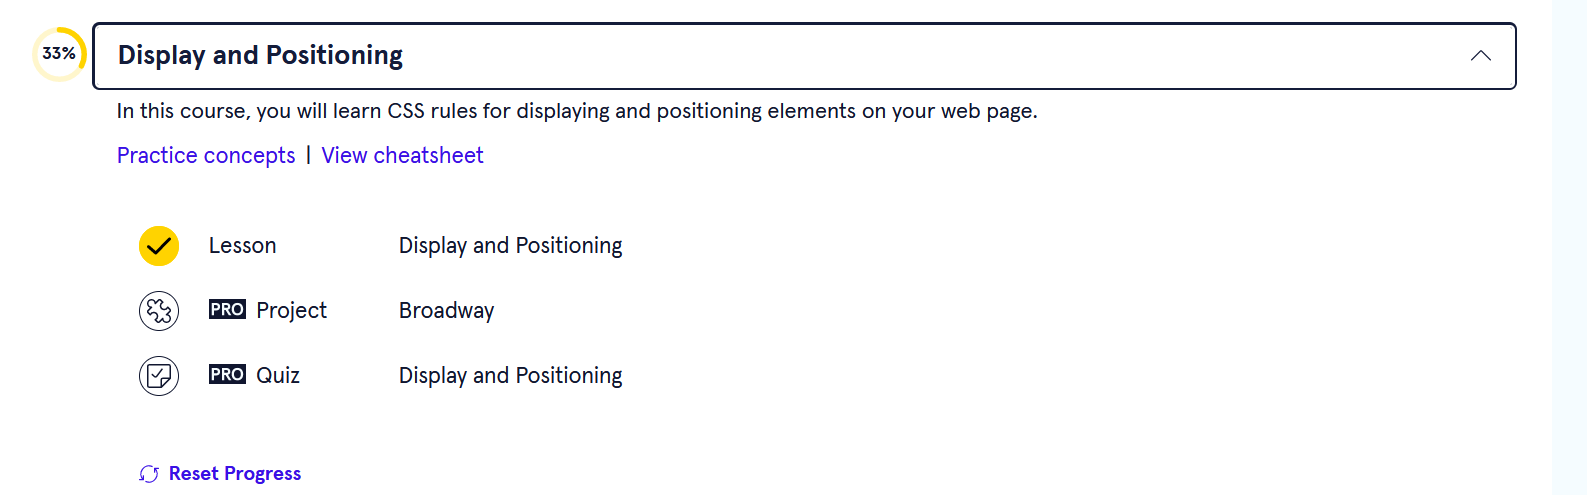 33%
Display and Positioning
In this course, you will learn CSS rules for displaying and positioning elements on your web page.
Practice concepts | View cheatsheet
Lesson Display and Positioning
PRO Project Broadway
PRO Quiz Display and Positioning
Reset Progress